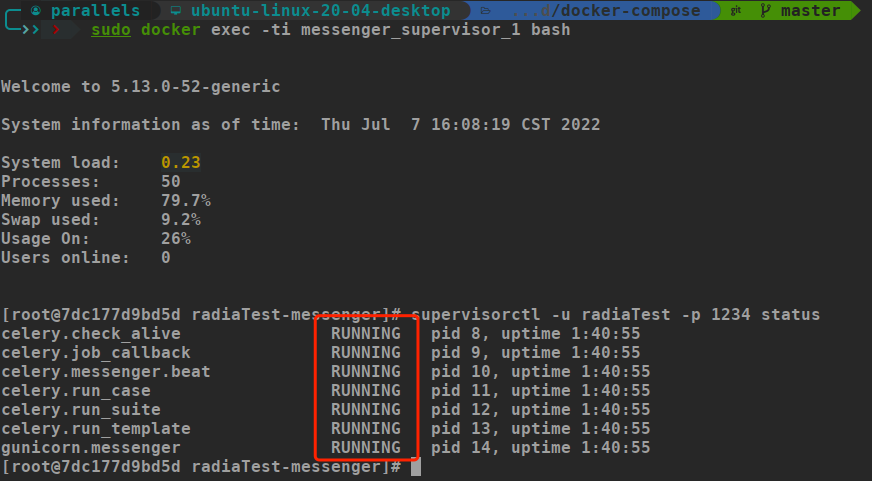 parallels ubuntu-linux-20-04-desktop ...d/docker-compose git master
sudo docker exec -ti messenger_supervisor_1 bash
Welcome to 5.13.0-52-generic
System information as of time:  Thu Jul  7 16:08:19 CST 2022
System load:    0.23
Processes:      50
Memory used:    79.7%
Swap used:      9.2%
Usage On:       26%
Users online:   0
[root@7dc177d9bd5d radiaTest-messenger]# supervisorctl -u radiaTest -p 1234 status
celery.check_alive               RUNNING   pid 8, uptime 1:40:55
celery.job_callback              RUNNING   pid 9, uptime 1:40:55
celery.messenger.beat            RUNNING   pid 10, uptime 1:40:55
celery.run_case                  RUNNING   pid 11, uptime 1:40:55
celery.run_suite                 RUNNING   pid 12, uptime 1:40:55
celery.run_template              RUNNING   pid 13, uptime 1:40:55
gunicorn.messenger               RUNNING   pid 14, uptime 1:40:55
[root@7dc177d9bd5d radiaTest-messenger]#